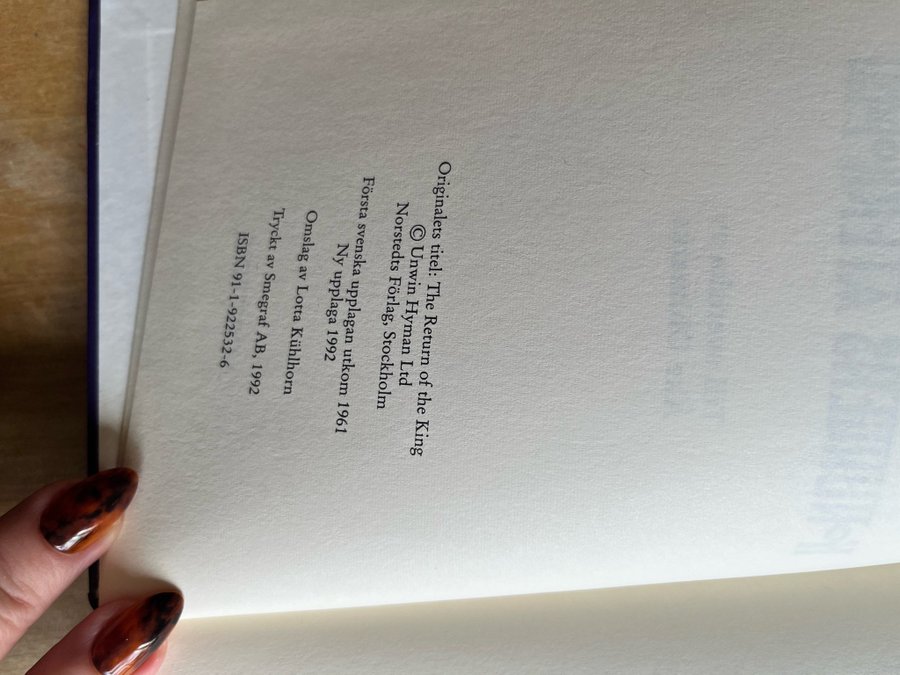 Originalets titel: The Return of the King
© Unwin Hyman Ltd
Norstedts Förlag, Stockholm
Första svenska upplagan utkom 1961
Ny upplaga 1992
Omslag av Lotta Kühlhorn
Tryckt av Smegraf AB, 1992
ISBN 91-1-922532-6